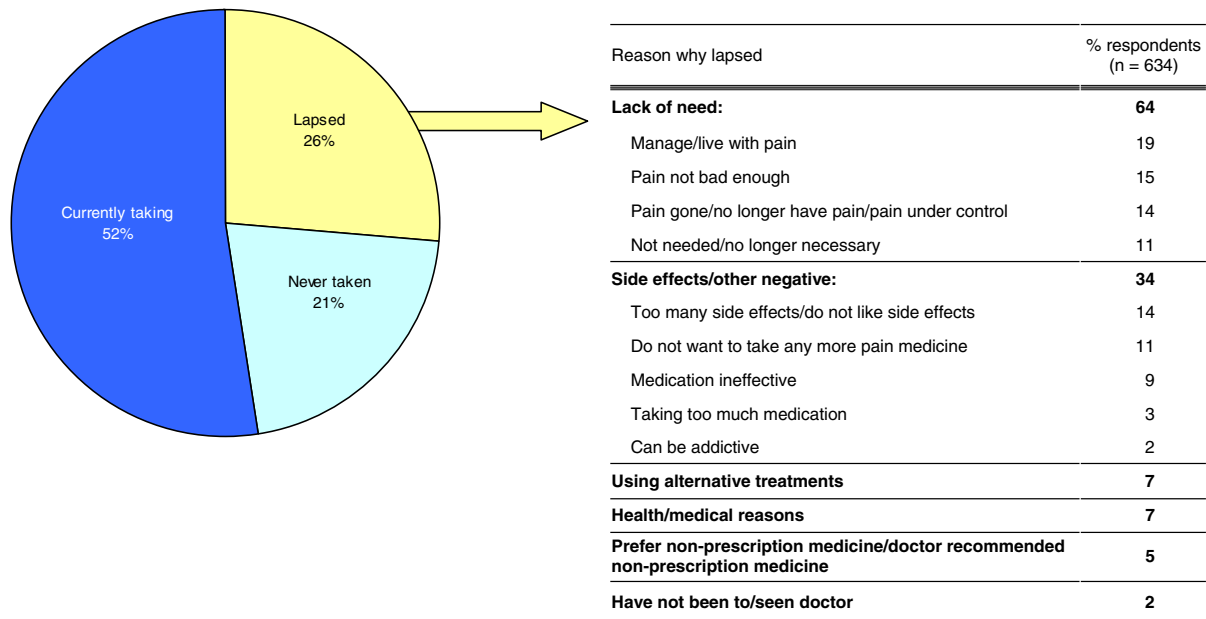 Lapsed
26%
Currently taking
52%
Never taken
21%
Reason why lapsed
% respondents
(n = 634)
Lack of need:
64
Manage/live with pain
19
Pain not bad enough
15
Pain gone/no longer have pain/pain under control
14
Not needed/no longer necessary
11
Side effects/other negative:
34
Too many side effects/do not like side effects
14
Do not want to take any more pain medicine
11
Medication ineffective
9
Taking too much medication
3
Can be addictive
2
Using alternative treatments
7
Health/medical reasons
7
Prefer non-prescription medicine/doctor recommended
non-prescription medicine
5
Have not been to/seen doctor
2